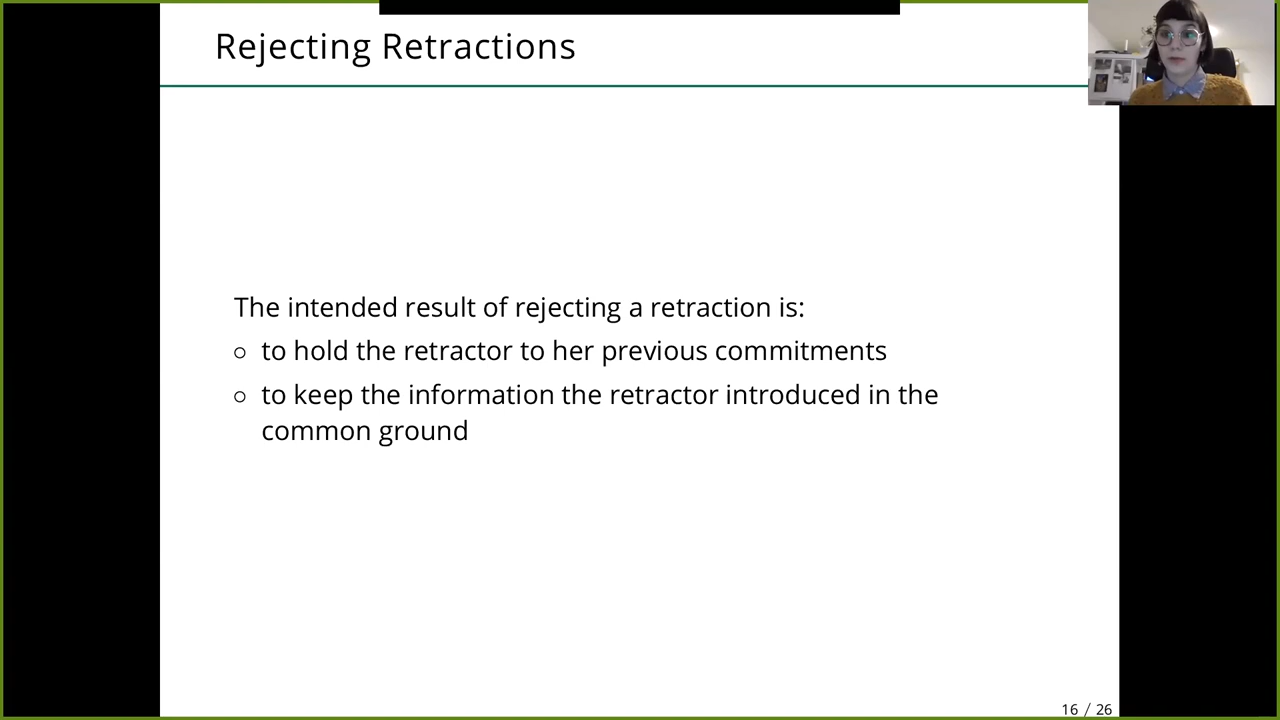 Rejecting Retractions
The intended result of rejecting a retraction is:
○ to hold the retractor to her previous commitments
○ to keep the information the retractor introduced in the
common ground
16 / 26